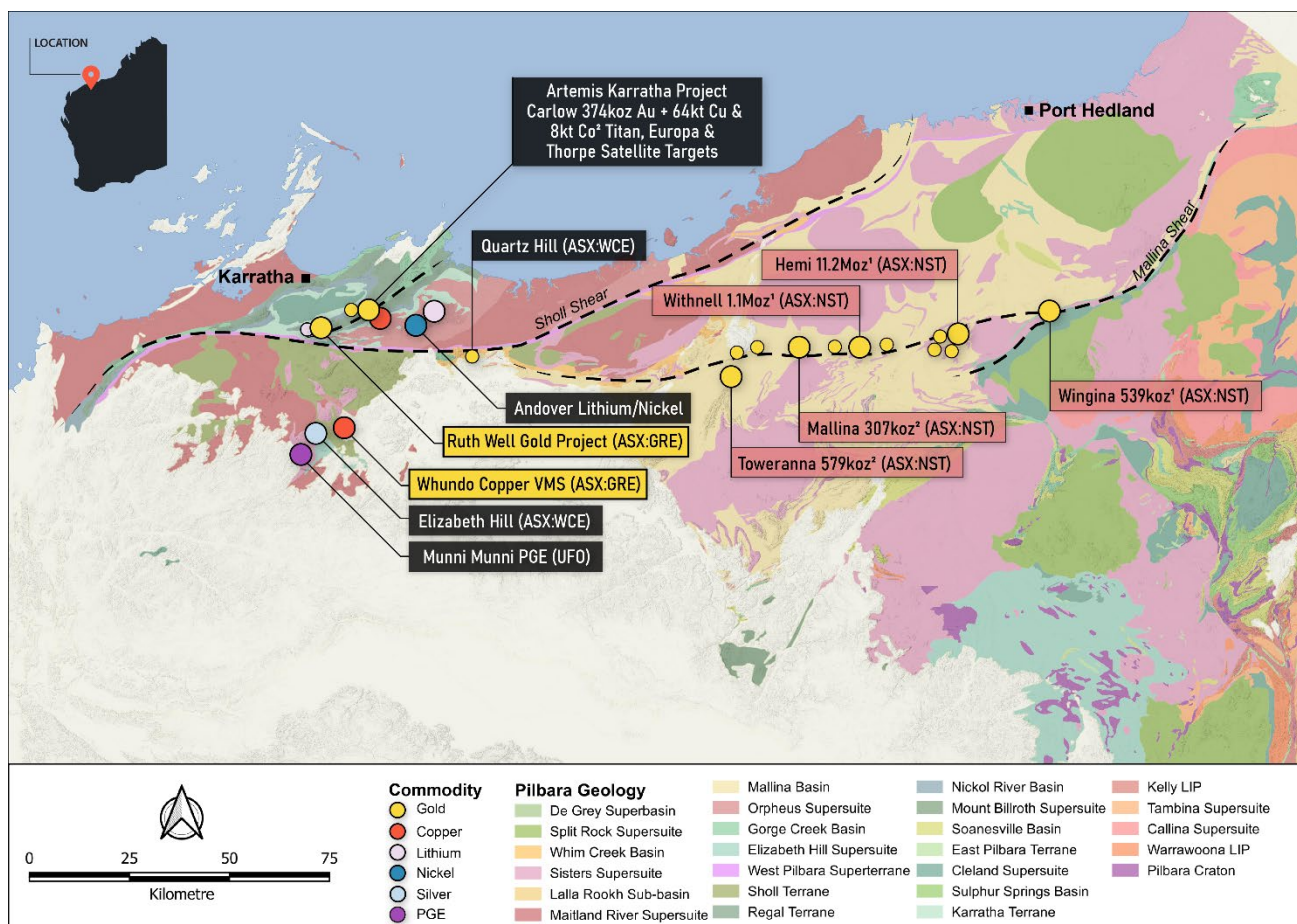 LOCATION
Artemis Karratha Project
Carlow 374koz Au + 64kt Cu &
8kt Co² Titan, Europa &
Thorpe Satellite Targets
Port Hedland
Quartz Hill (ASX:WCE)
Karratha
Hemi 11.2Moz¹ (ASX:NST)
Withnell 1.1Moz¹ (ASX:NST)
Sholl Shear
Mallina Shear
Andover Lithium/Nickel
Ruth Well Gold Project (ASX:GRE)
Whundo Copper VMS (ASX:GRE)
Elizabeth Hill (ASX:WCE)
Munni Munni PGE (UFO)
Wingina 539koz¹ (ASX:NST)
Mallina 307koz² (ASX:NST)
Toweranna 579koz² (ASX:NST)
0 25 50 75
Kilometre
Commodity
Gold
Copper
Lithium
Nickel
Silver
PGE
Pilbara Geology
De Grey Superbasin
Split Rock Supersuite
Whim Creek Basin
Sisters Supersuite
Lalla Rookh Sub-basin
Maitland River Supersuite
Mallina Basin
Orpheus Supersuite
Gorge Creek Basin
Elizabeth Hill Supersuite
West Pilbara Superterrane
Sholl Terrane
Regal Terrane
Nickol River Basin
Mount Billroth Supersuite
Soanesville Basin
East Pilbara Terrane
Cleland Supersuite
Sulphur Springs Basin
Karratha Terrane
Kelly LIP
Tambina Supersuite
Callina Supersuite
Warrawoona LIP
Pilbara Craton